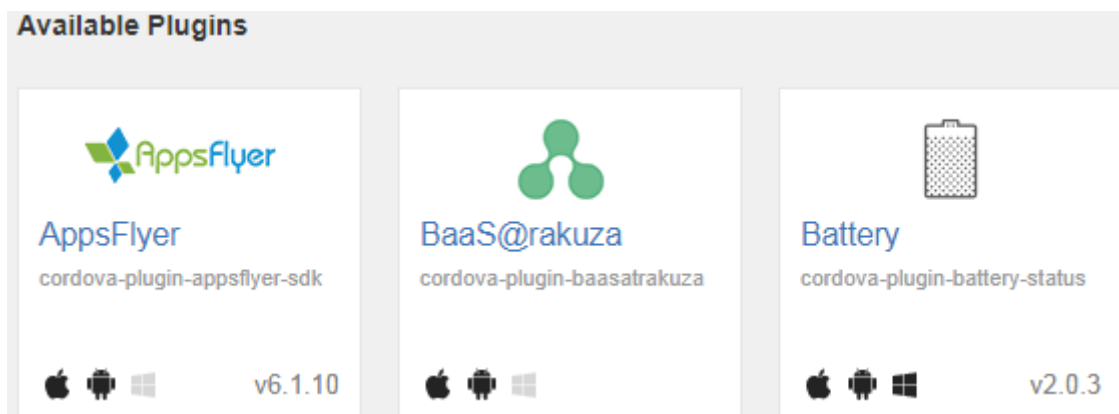 Available Plugins
AppsFlyer
AppsFlyer
cordova-plugin-appsflyer-sdk
v6.1.10
BaaS@rakuza
cordova-plugin-baasatrakuza
Battery
cordova-plugin-battery-status
v2.0.3